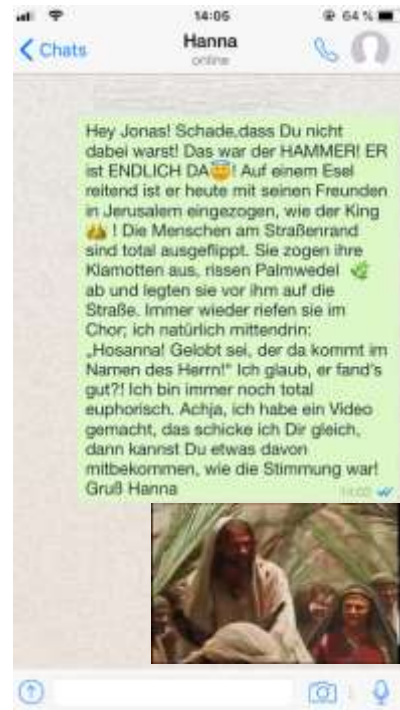 14:05
64 %
Chats
Hanna
online
Hey Jonas! Schade,dass Du nicht
dabei warst! Das war der HAMMER! ER
ist ENDLICH DA😇! Auf einem Esel
reitend ist er heute mit seinen Freunden
in Jerusalem eingezogen, wie der King
👑 ! Die Menschen am Straßenrand
sind total ausgeflippt. Sie zogen ihre
Klamotten aus, rissen Palmwedel 🌿
ab und legten sie vor ihm auf die
Straße. Immer wieder riefen sie im
Chor; ich natürlich mittendrin:
„Hosanna! Gelobt sei, der da kommt im
Namen des Herrn!" Ich glaub, er fand's
gut?! Ich bin immer noch total
euphorisch. Achja, ich habe ein Video
gemacht, das schicke ich Dir gleich,
dann kannst Du etwas davon
mitbekommen, wie die Stimmung war!
Gruß Hanna